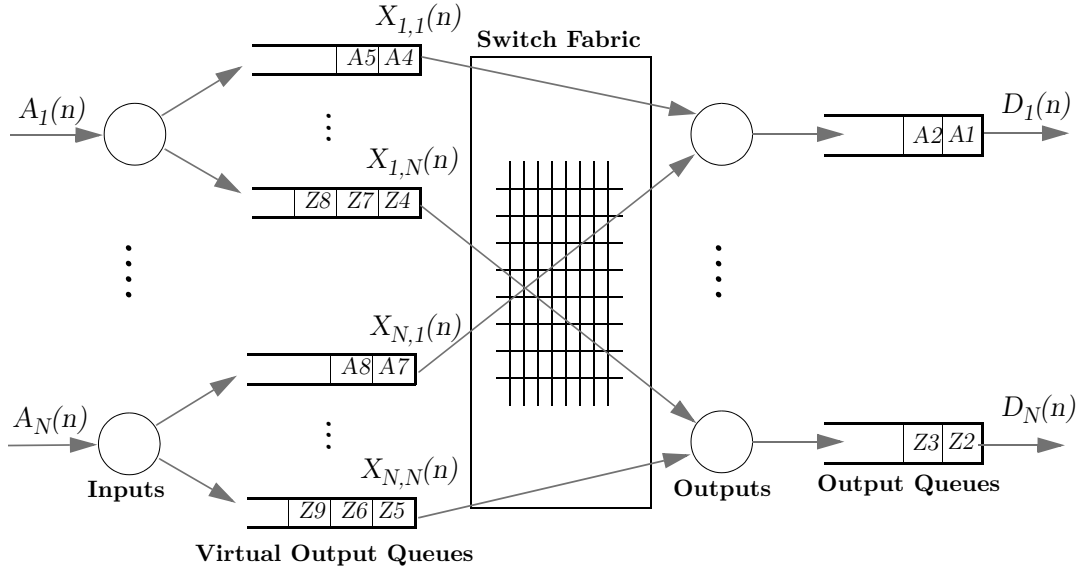 X1,1(n)
Switch Fabric
A5 A4
A1(n)
D1(n)
A2 A1
X1,N(n)
Z8 Z7 Z4
XN,1(n)
A8 A7
AN(n)
DN(n)
Z3 Z2
XN,N(n)
Inputs
Outputs
Output Queues
Z9 Z6 Z5
Virtual Output Queues